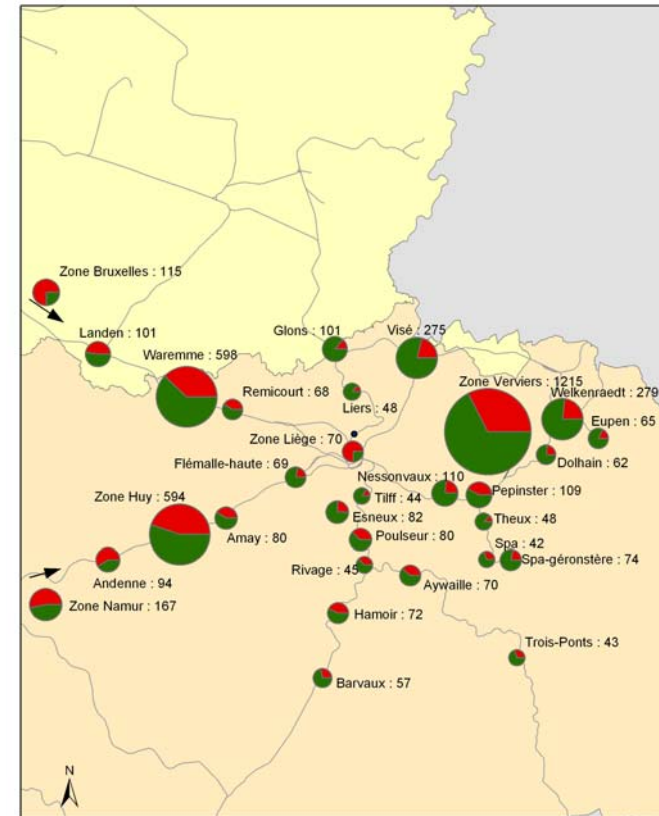 Zone Bruxelles : 115
Landen : 101
Glons : 101
Visé : 275
Waremme : 598
Remicourt : 68
Liers : 48
Zone Verviers : 1215
Welkenraedt : 279
Eupen : 65
Zone Liège : 70
Dolhain : 62
Flémalle-haute : 69
Nessonvaux : 110
Pepinster : 109
Tilff : 44
Zone Huy : 594
Esneux : 82
Theux : 48
Amay : 80
Poulseur : 80
Spa : 42
Spa-géronstère : 74
Rivage : 45
Andenne : 94
Aywaille : 70
Zone Namur : 167
Hamoir : 72
Trois-Ponts : 43
Barvaux : 57
N